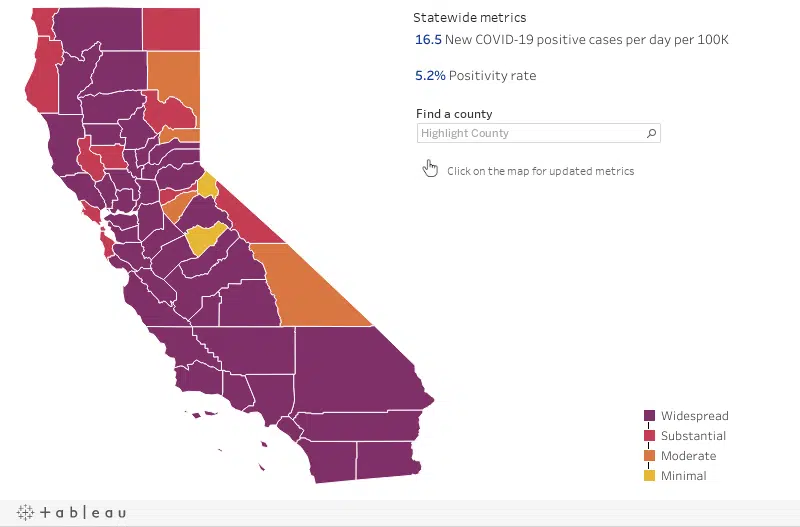 Statewide metrics
16.5 New COVID-19 positive cases per day per 100K
5.2% Positivity rate
Find a county
Highlight County
Click on the map for updated metrics
Widespread
Substantial
Moderate
Minimal
+ a b l e a u